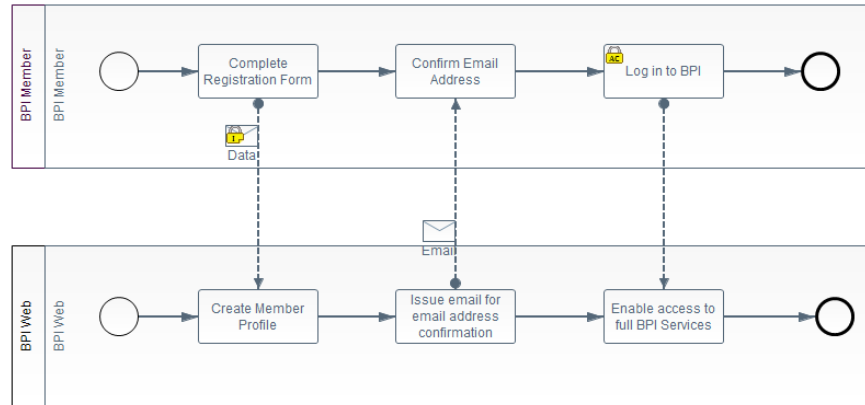 BPI Member
BPI Member
Complete
Registration Form
Confirm Email
Address
AC
Log in to BPI
I
Data
Email
BPI Web
BPI Web
Create Member
Profile
Issue email for
email address
confirmation
Enable access to
full BPI Services